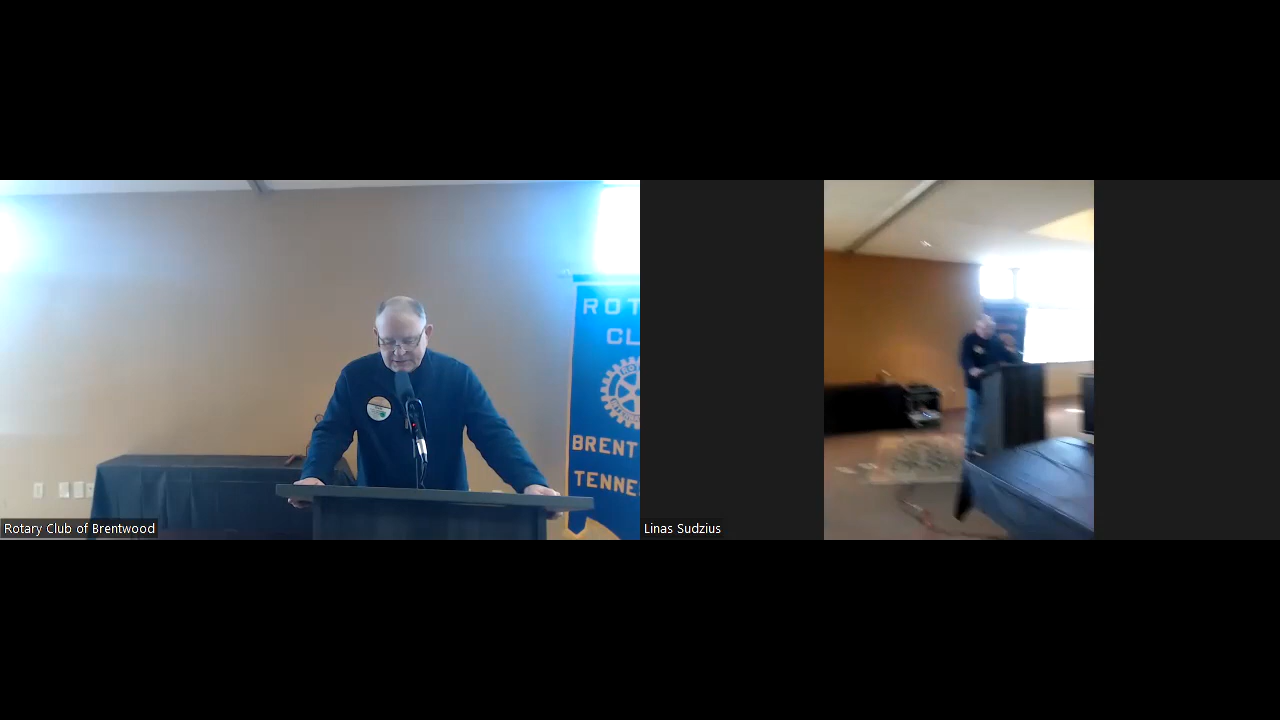 ROT
CL
BRENT
TENNE
Rotary Club of Brentwood
Linas Sudzius